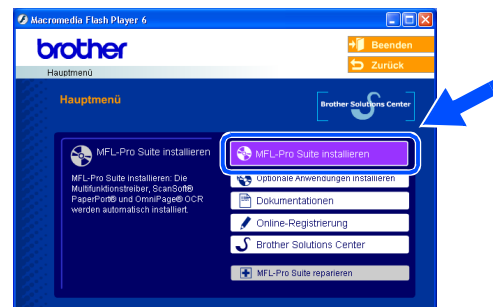 Macromedia Flash Player 6
brother
Beenden
Zurück
Hauptmenü
Hauptmenü
Brother Solutions Center
MFL-Pro Suite installieren
MFL-Pro Suite installieren: Die
Multifunktionstreiber, ScanSoft®
PaperPort® und OmniPage® OCR
werden automatisch installiert.
MFL-Pro Suite installieren
Optionale Anwendungen installieren
Dokumentationen
Online-Registrierung
Brother Solutions Center
MFL-Pro Suite reparieren